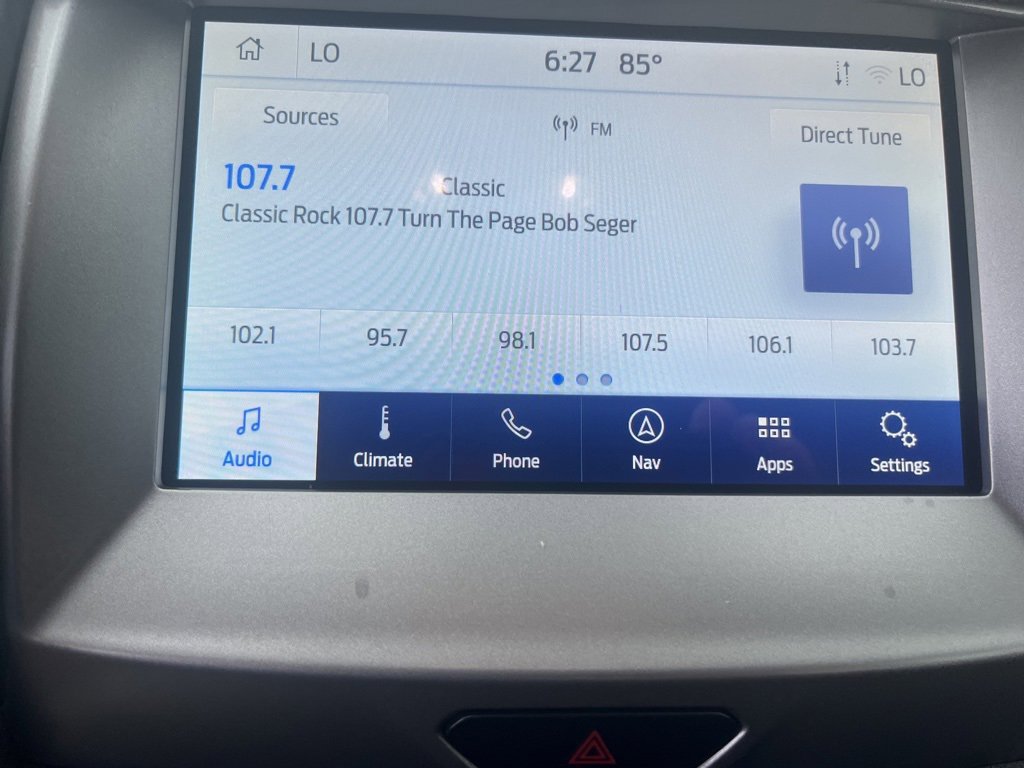 LO 6:27 85° LO
Sources FM Direct Tune
107.7 Classic
Classic Rock 107.7 Turn The Page Bob Seger
102.1 95.7 98.1 107.5 106.1 103.7
Audio Climate Phone Nav Apps Settings